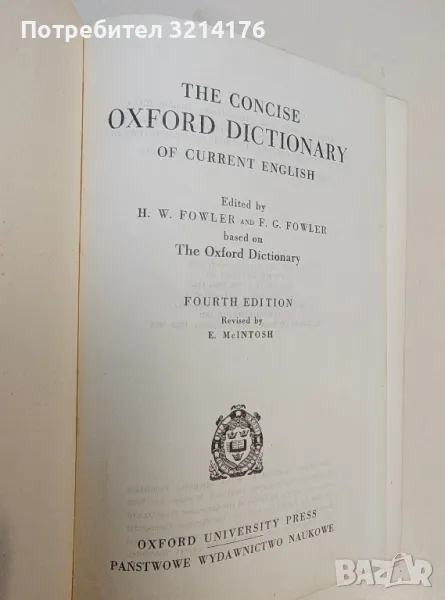 Потребител 3214176
THE CONCISE
OXFORD DICTIONARY
OF CURRENT ENGLISH
Edited by
H. W. FOWLER AND F. G. FOWLER
based on
The Oxford Dictionary
FOURTH EDITION
Revised by
E. McINTOSH
OXFORD UNIVERSITY PRESS
PAŃSTWOWE WYDAWNICTWO NAUKOWE
BAZAR